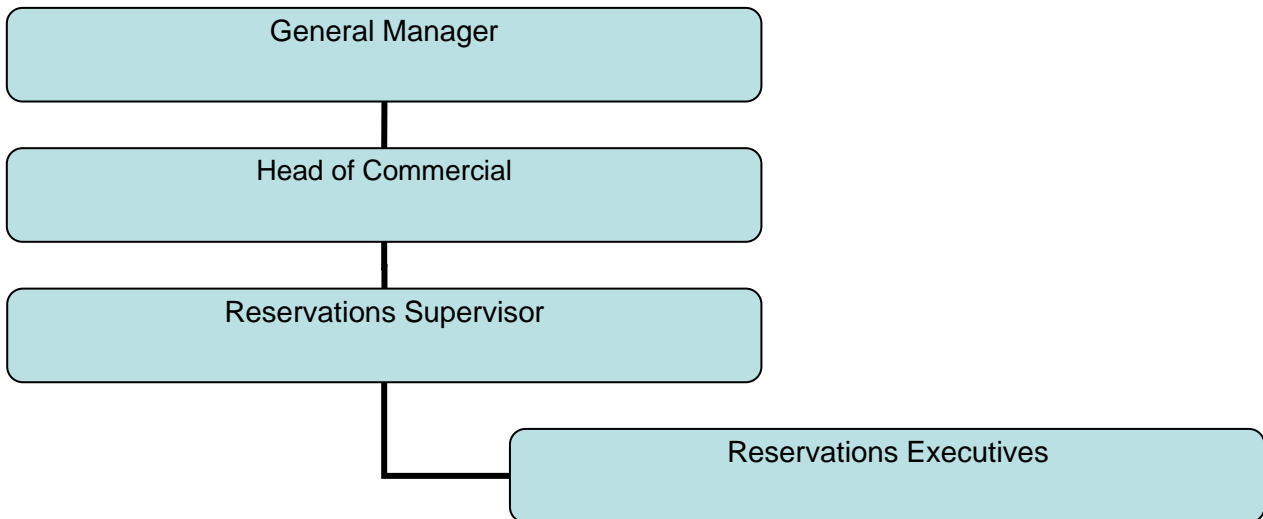 General Manager
Head of Commercial
Reservations Supervisor
Reservations Executives